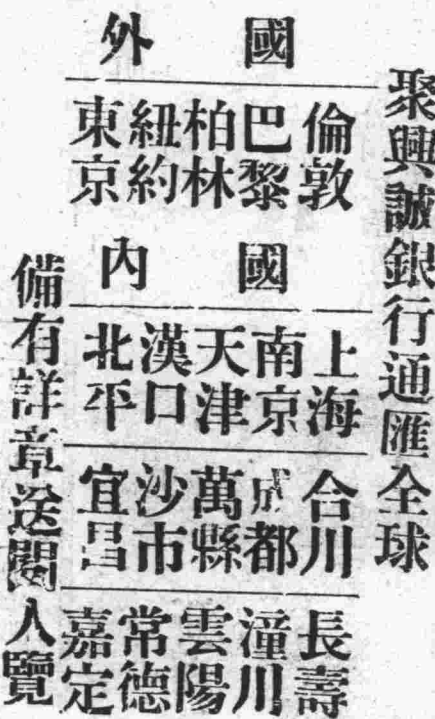 聚興誠銀行通匯全球
國外
倫敦
巴黎
柏林
紐約
東京
國內
上海
南京
天津
漢口
北平
合川
成都
萬縣
沙市
宜昌
長壽
潼川
雲陽
常德
嘉定
備有詳章送閱入覽